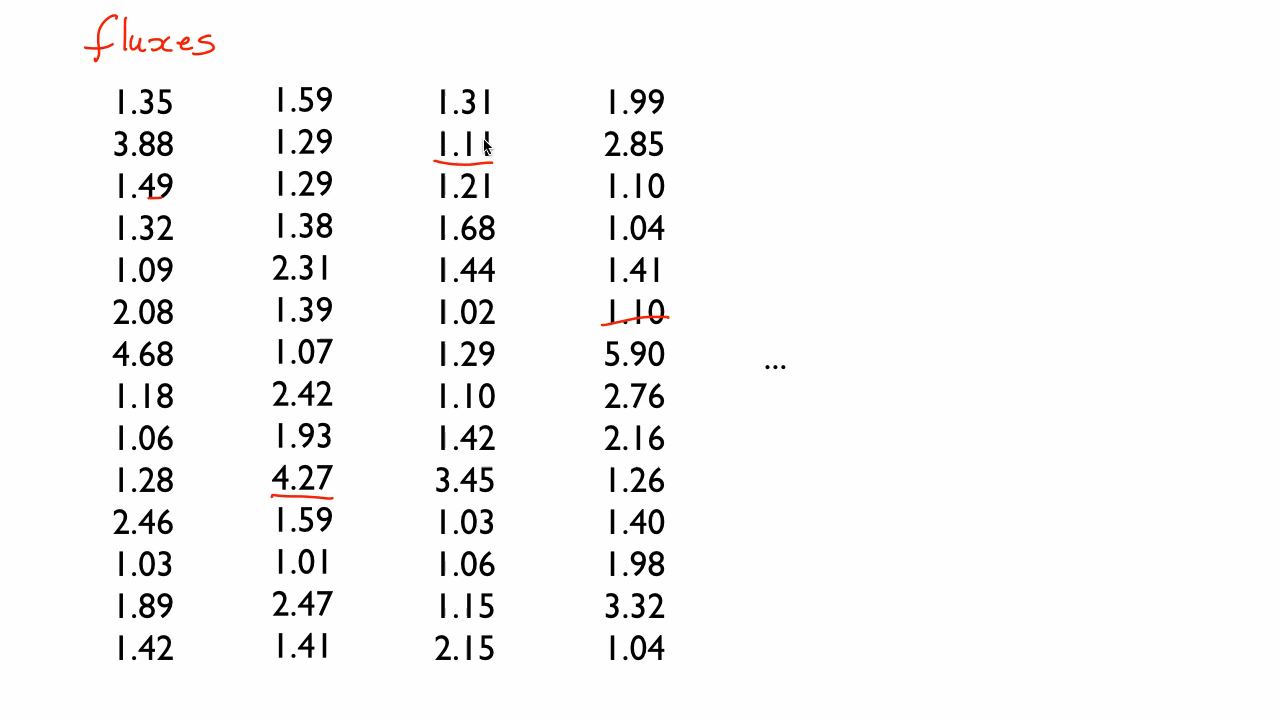 fluxes
1.35 1.59 1.31 1.99
3.88 1.29 1.11 2.85
1.49 1.29 1.21 1.10
1.32 1.38 1.68 1.04
1.09 2.31 1.44 1.41
2.08 1.39 1.02 1.10
4.68 1.07 1.29 5.90 ...
1.18 2.42 1.10 2.76
1.06 1.93 1.42 2.16
1.28 4.27 3.45 1.26
2.46 1.59 1.03 1.40
1.03 1.01 1.06 1.98
1.89 2.47 1.15 3.32
1.42 1.41 2.15 1.04